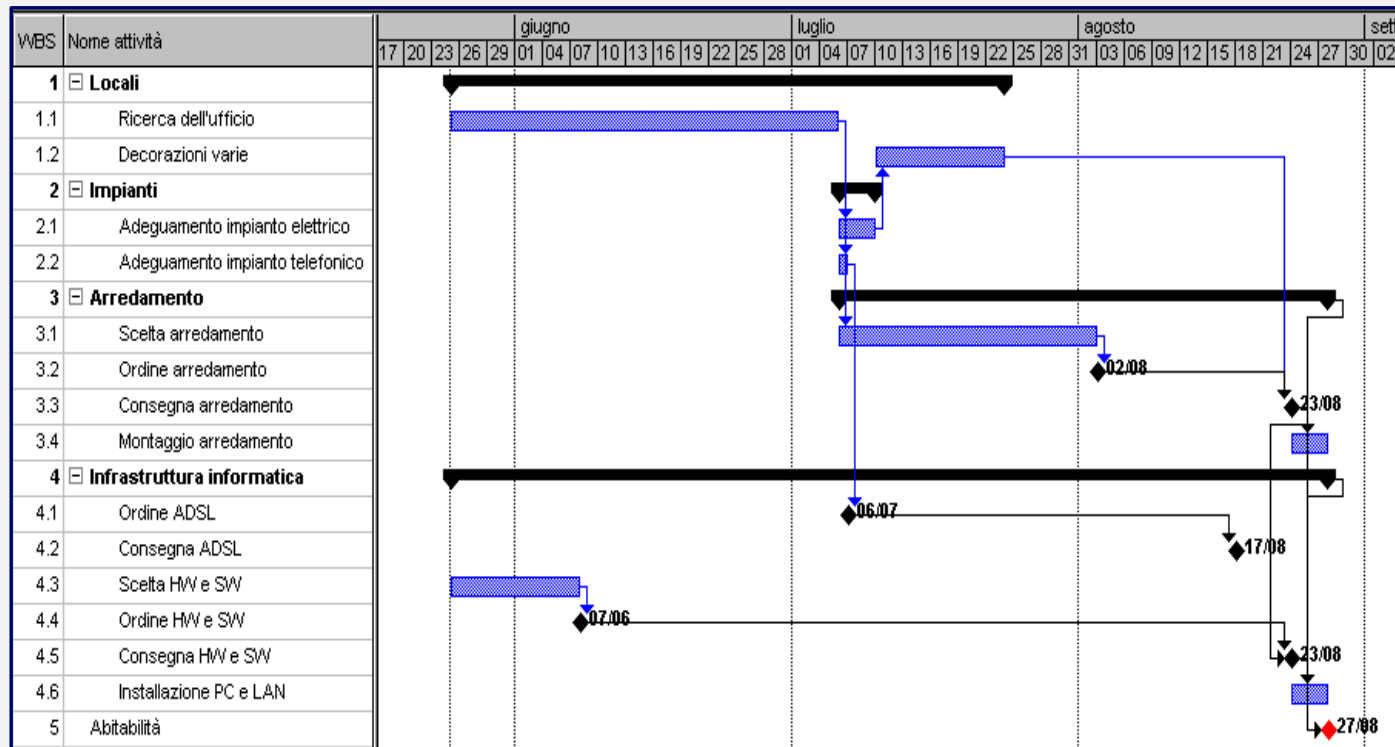 WBS Nome attività
giugno luglio agosto sett
17 20 23 26 29 01 04 07 10 13 16 19 22 25 28 01 04 07 10 13 16 19 22 25 28 31 03 06 09 12 15 18 21 24 27 30 02
1 Locali
1.1 Ricerca dell'ufficio
1.2 Decorazioni varie
2 Impianti
2.1 Adeguamento impianto elettrico
2.2 Adeguamento impianto telefonico
3 Arredamento
3.1 Scelta arredamento
3.2 Ordine arredamento 02/08
3.3 Consegna arredamento 23/08
3.4 Montaggio arredamento
4 Infrastruttura informatica
4.1 Ordine ADSL 06/07
4.2 Consegna ADSL 17/08
4.3 Scelta HW e SW
4.4 Ordine HW e SW 07/06
4.5 Consegna HW e SW 23/08
4.6 Installazione PC e LAN
5 Abitabilità 27/08